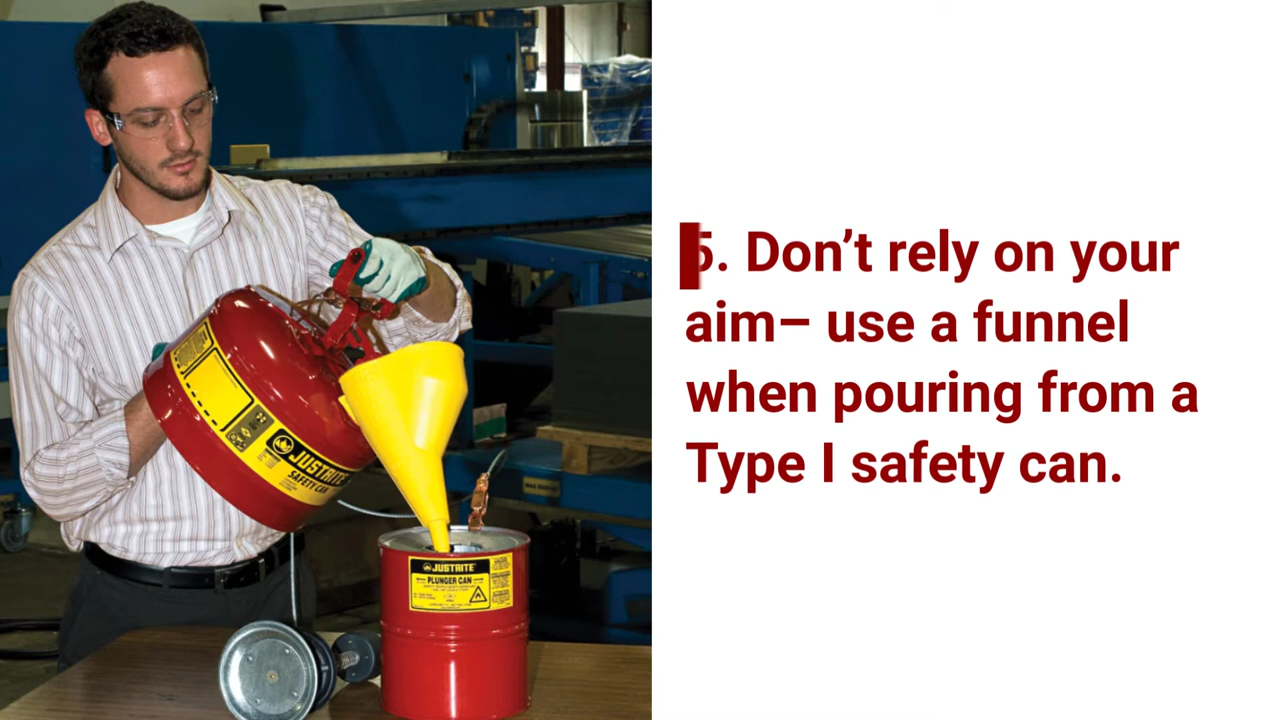 5. Don’t rely on your
aim– use a funnel
when pouring from a
Type I safety can.
JUSTRITE
SAFETY CAN
JUSTRITE
PLUNGER CAN